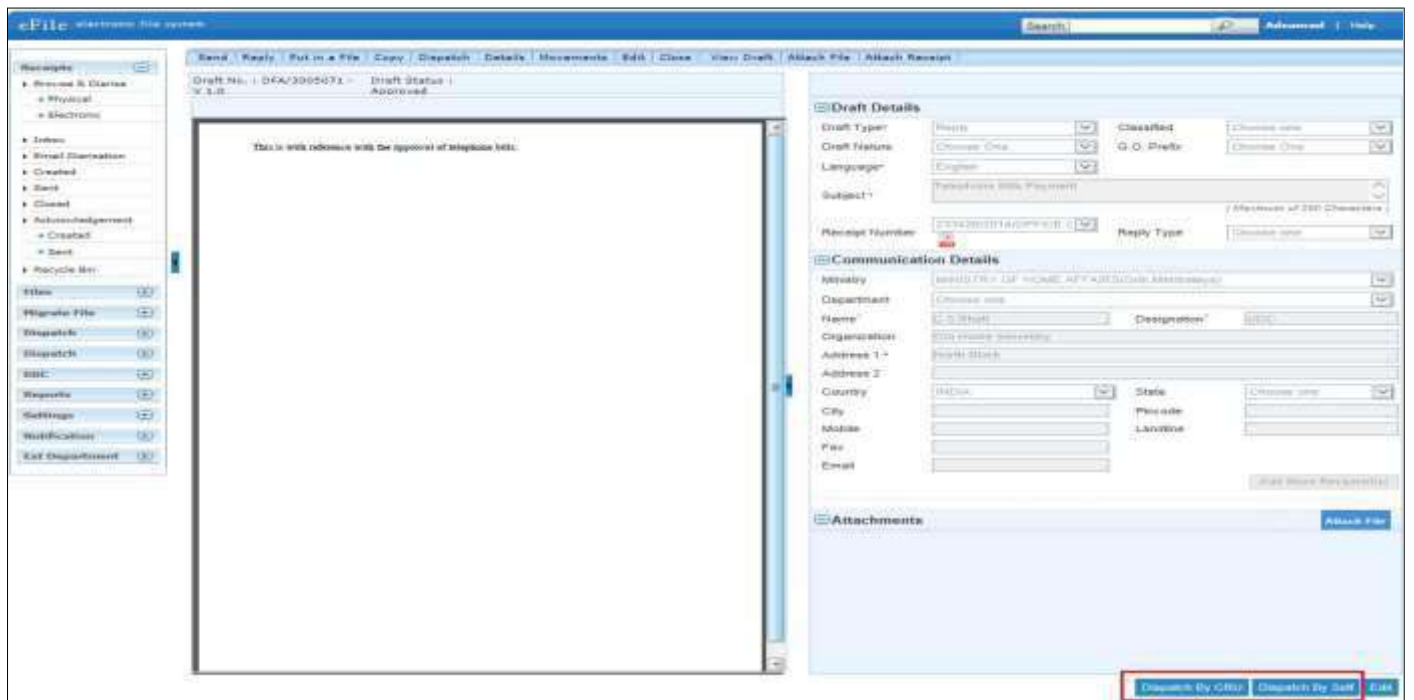 eFile electronic file system
Search: Advanced | Help
Receipts
Browse & Diarise
Physical
Electronic
Inbox
Email Diarisation
Created
Sent
Closed
Acknowledgement
Created
Sent
Recycle Bin
Files
Migrate File
Dispatch
Dispatch
Reports
Settings
Notification
Ext Department
Send | Reply | Put in a File | Copy | Dispatch | Details | Movements | Edit | Close | View Draft | Attach File | Attach Receipt
Draft No. : DFA/3005071 - Draft Status :
V 1.0 Approved
This is with reference with the approval of telephone bills.
Draft Details
Draft Type* Reply Classified Choose one
Draft Nature Choose One G.O. Prefix Choose One
Language* English
Subject * Telephone Bills Payment
( Maximum of 250 Characters )
Receipt Number Reply Type Choose one
Communication Details
Ministry MINISTRY OF HOME AFFAIRS
Department Choose one
Name* Designation*
Organization
Address 1 * North Block
Address 2
Country INDIA State Choose one
City Pincode
Mobile Landline
Fax
Email
Add More Recipient(s)
Attachments Attach File
Dispatch By CRU Dispatch By Self Edit